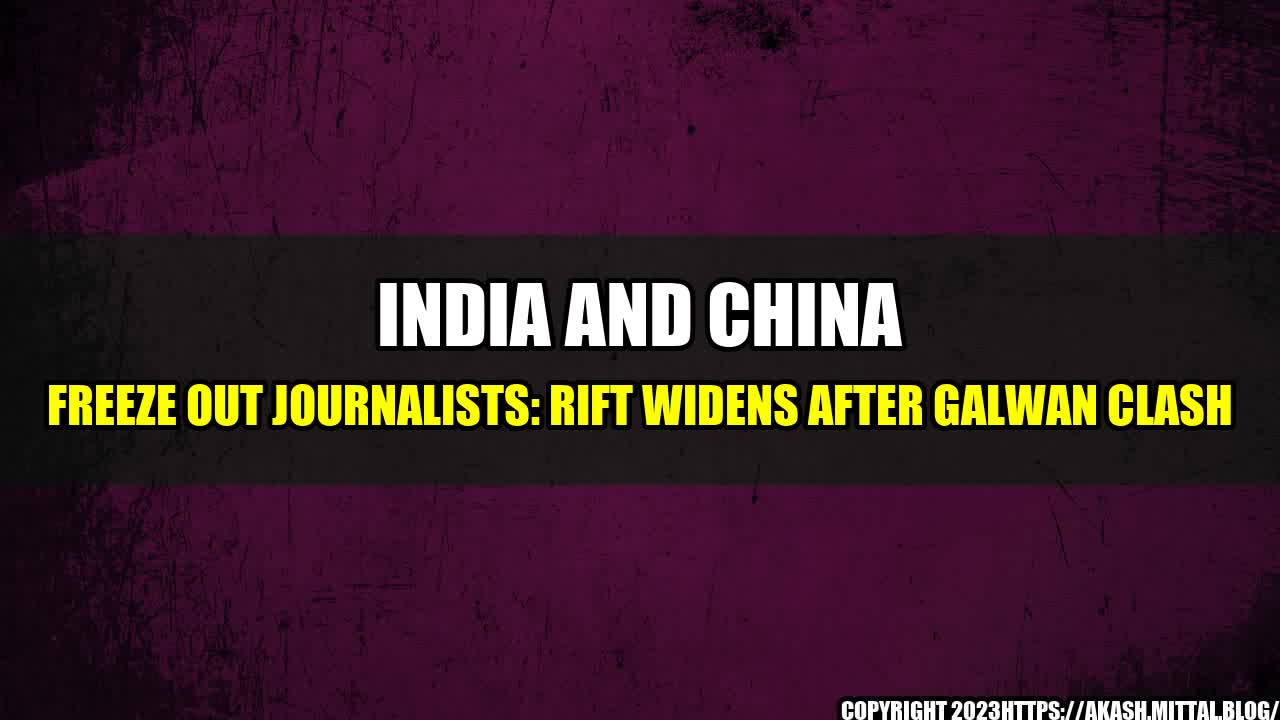 INDIA AND CHINA
FREEZE OUT JOURNALISTS: RIFT WIDENS AFTER GALWAN CLASH
COPYRIGHT 2023HTTPS://AKASH.MITTAL.BLOG/